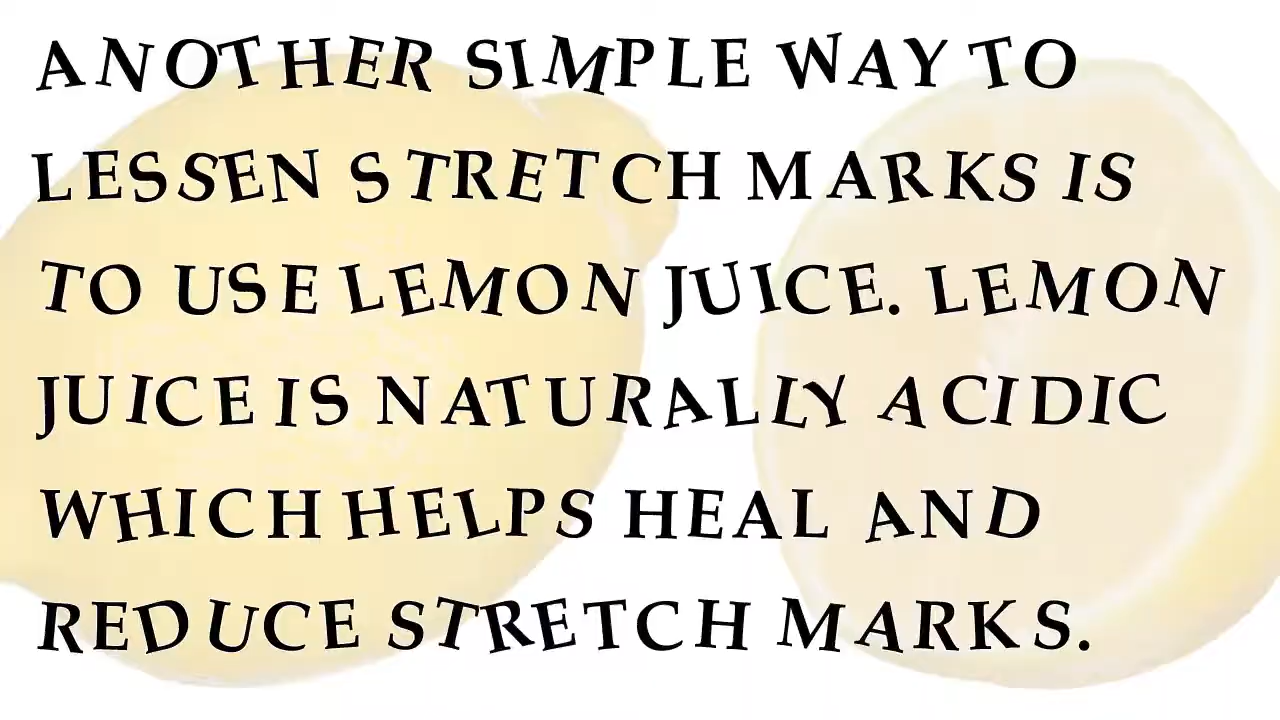 ANOTHER SIMPLE WAY TO
LESSEN STRETCH MARKS IS
TO USE LEMON JUICE. LEMON
JUICE IS NATURALLY ACIDIC
WHICH HELPS HEAL AND
REDUCE STRETCH MARKS.